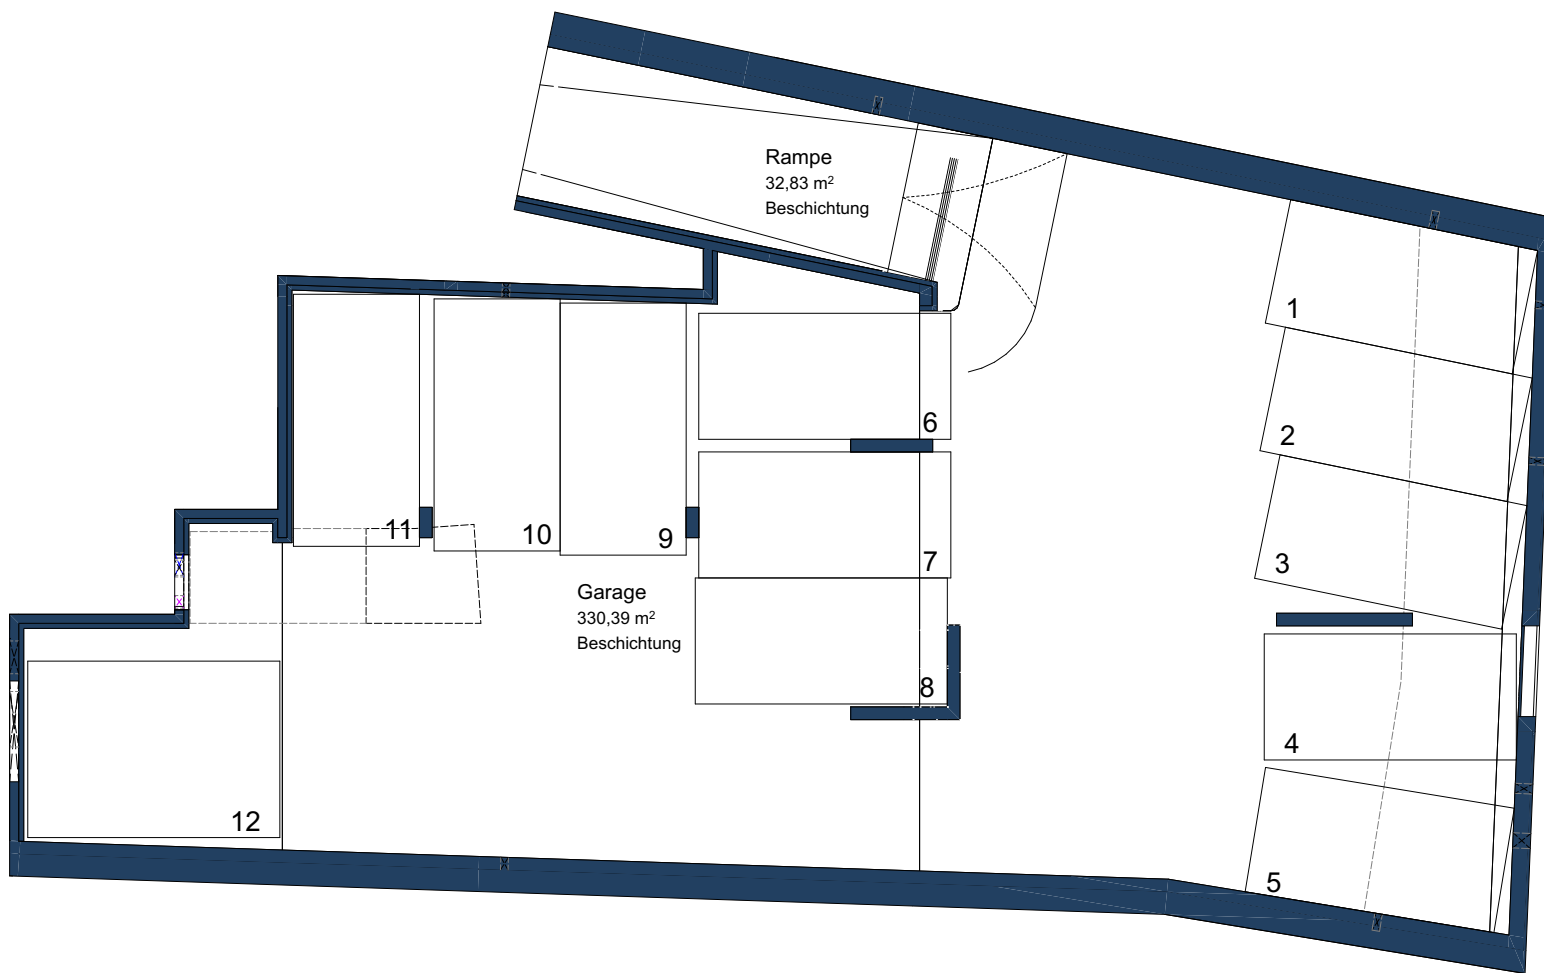 Rampe
32,83 m²
Beschichtung
1
2
3
4
5
6
7
8
9
10
11
Garage
330,39 m²
Beschichtung
12